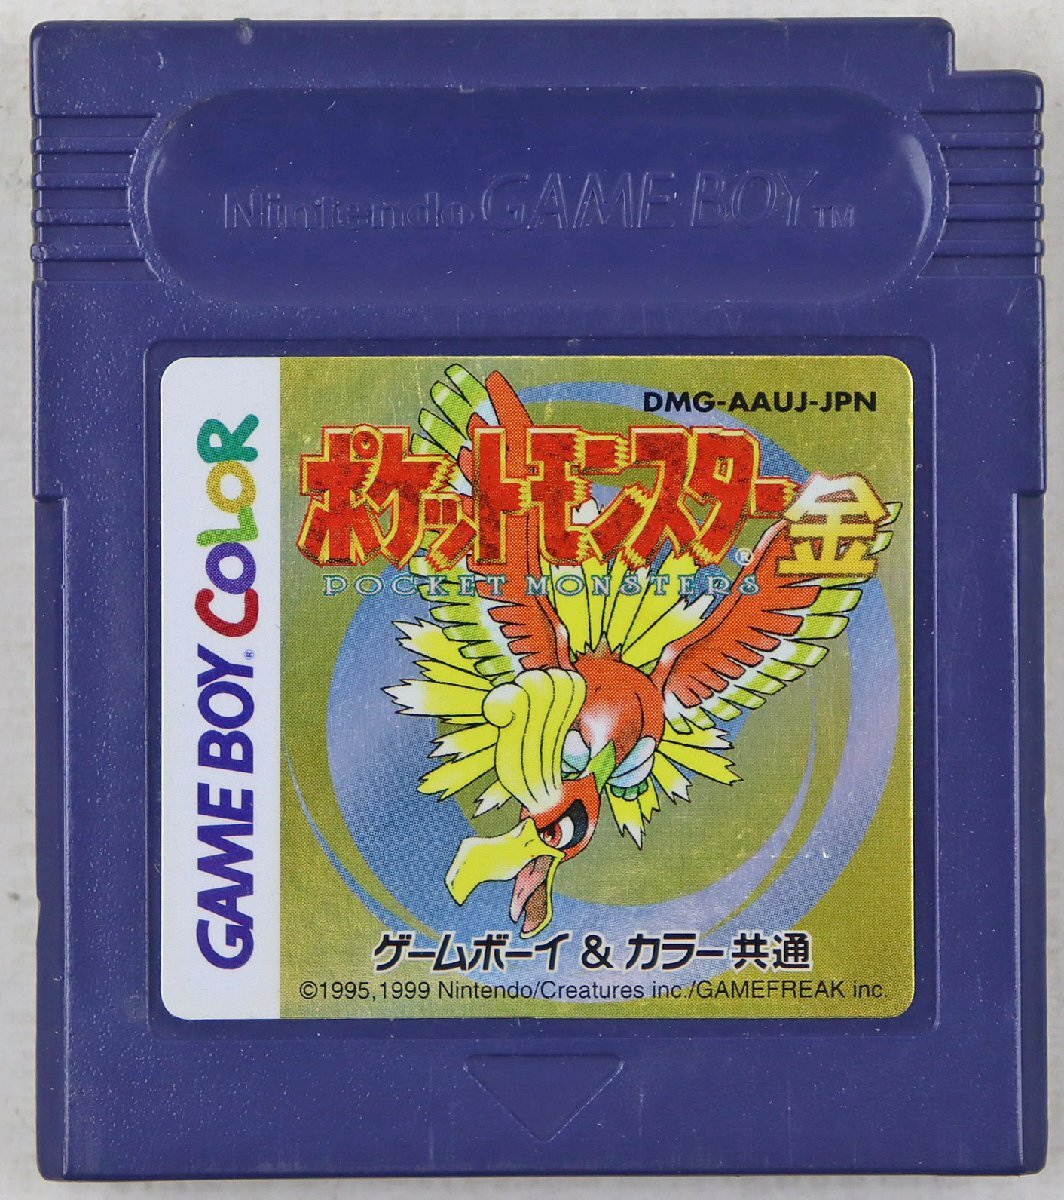 Nintendo GAME BOY TM
GAME BOY® COLOR
DMG-AAUJ-JPN
ポケットモンスター® 金
POCKET MONSTERS
ゲームボーイ & カラー共通
©1995,1999 Nintendo/Creatures inc./GAMEFREAK inc.